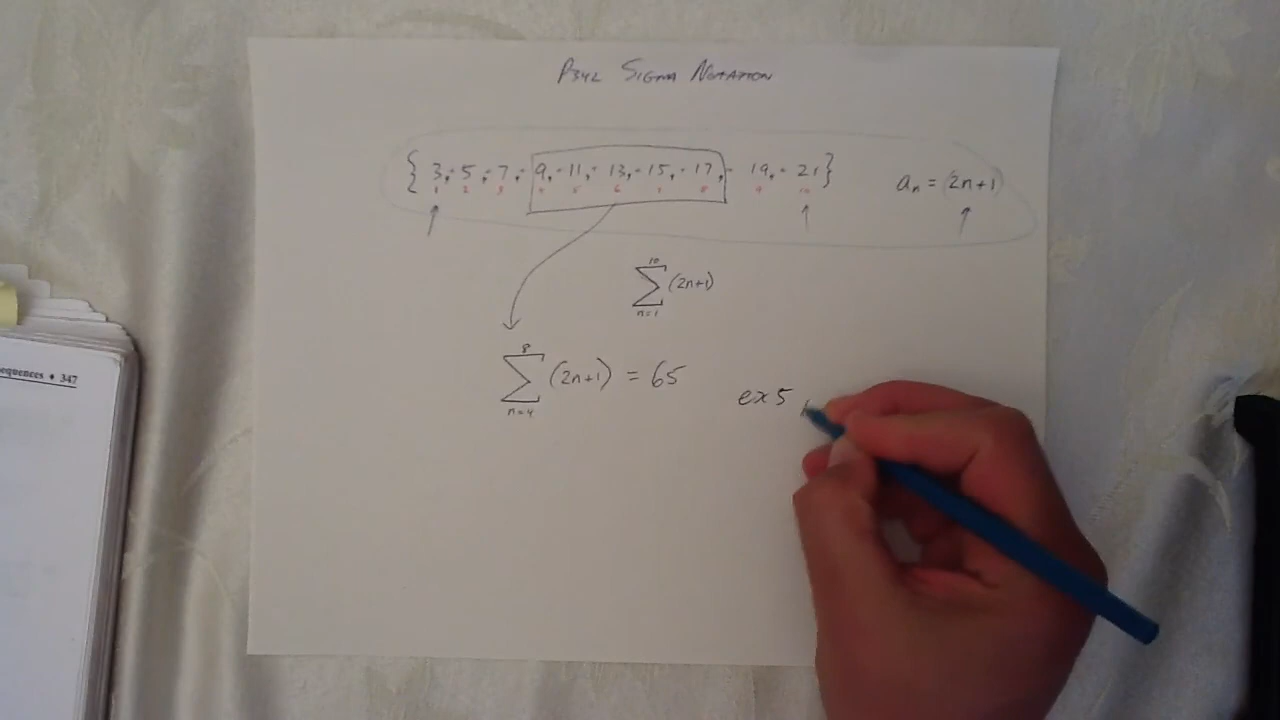 P342 SIGMA NOTATION
{ 3, 5, 7, 9, 11, 13, 15, 17, 19, 21 } aₙ = (2n+1)
1 2 3 4 5 6 7 8 9 10
10
∑ (2n+1)
n=1
8
∑ (2n+1) = 65
n=4
ex 5
equences • 347